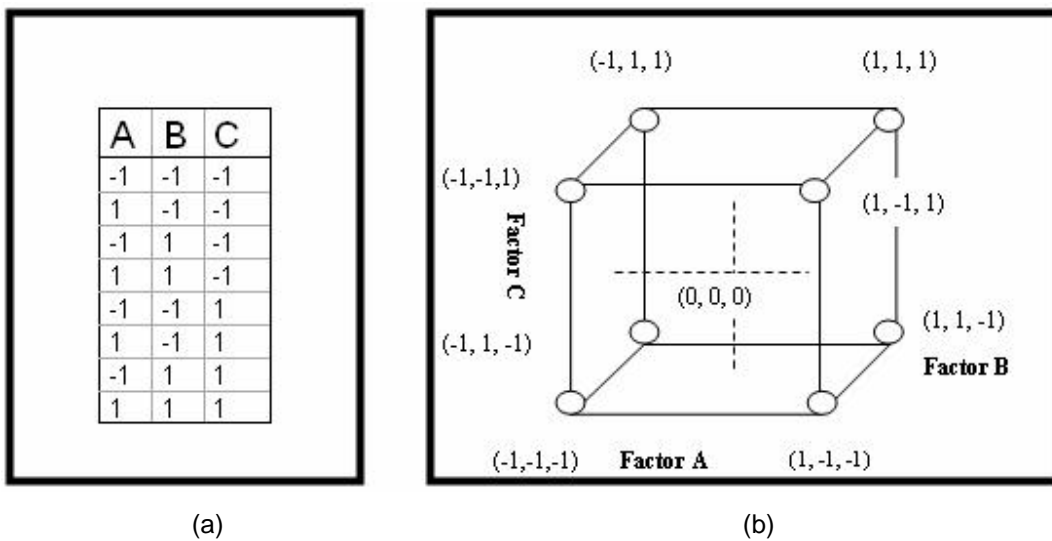 A B C
-1 -1 -1
1 -1 -1
-1 1 -1
1 1 -1
-1 -1 1
1 -1 1
-1 1 1
1 1 1
(a)
(-1, 1, 1) (1, 1, 1)
(-1,-1,1)
(1, -1, 1)
Factor C
(0, 0, 0)
(-1, 1, -1) (1, 1, -1)
Factor B
(-1,-1,-1) Factor A (1, -1, -1)
(b)